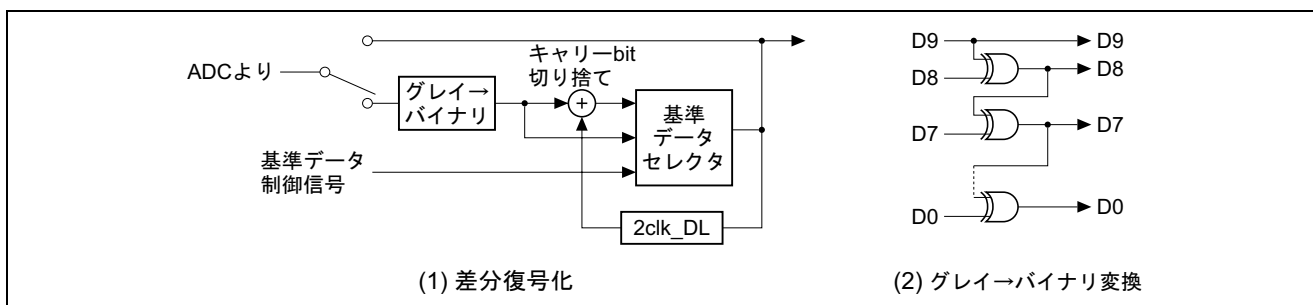 ADCより
グレイ→
バイナリ
キャリーbit
切り捨て
+
基準
データ
セレクタ
基準データ
制御信号
2clk_DL
(1) 差分復号化
D9
D9
D8
D8
D7
D7
D0
D0
(2) グレイ→バイナリ変換